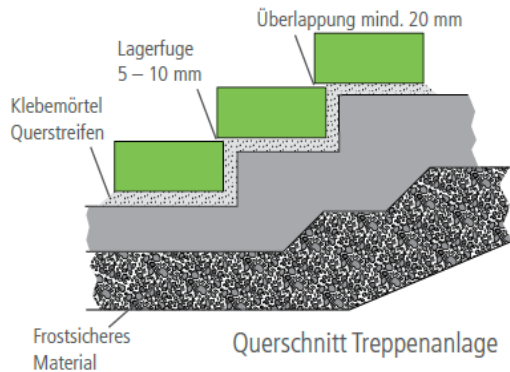 Überlappung mind. 20 mm
Lagerfuge
5 – 10 mm
Klebemörtel
Querstreifen
Frostsicheres
Material
Querschnitt Treppenanlage